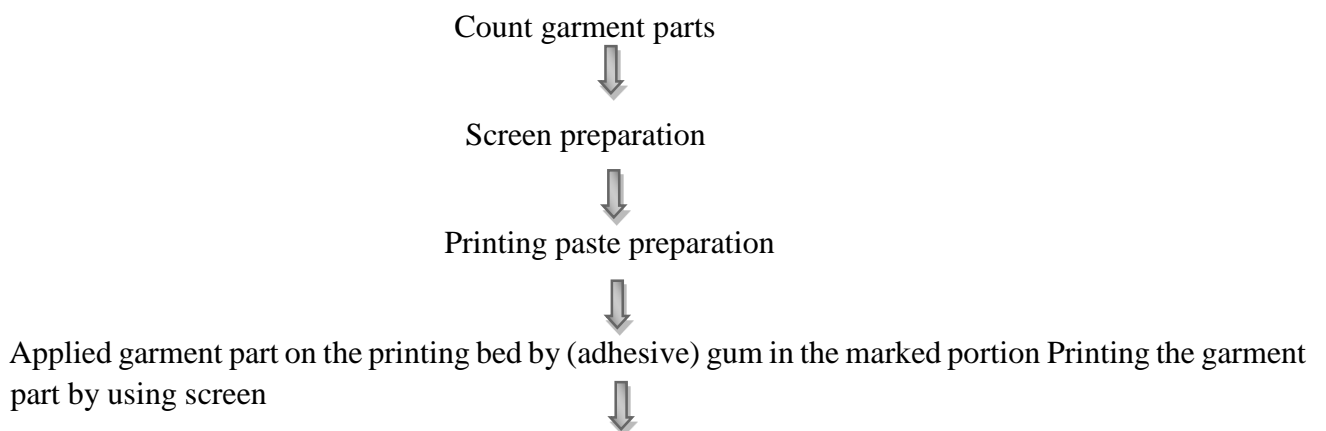 Count garment parts
Screen preparation
Printing paste preparation
Applied garment part on the printing bed by (adhesive) gum in the marked portion Printing the garment
part by using screen